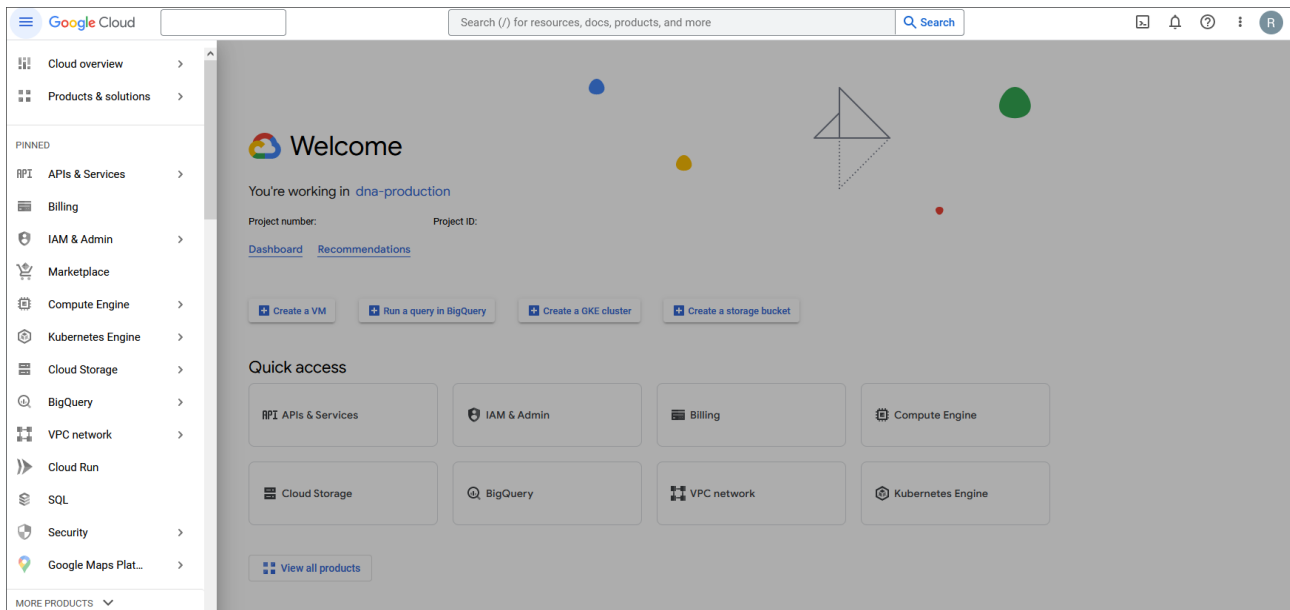 Google Cloud
Search (/) for resources, docs, products, and more
Search
R
Cloud overview
Products & solutions
PINNED
API APIs & Services
Billing
IAM & Admin
Marketplace
Compute Engine
Kubernetes Engine
Cloud Storage
BigQuery
VPC network
Cloud Run
SQL
Security
Google Maps Plat...
MORE PRODUCTS
Welcome
You're working in dna-production
Project number: Project ID:
Dashboard Recommendations
Create a VM Run a query in BigQuery Create a GKE cluster Create a storage bucket
Quick access
API APIs & Services IAM & Admin Billing Compute Engine
Cloud Storage BigQuery VPC network Kubernetes Engine
View all products